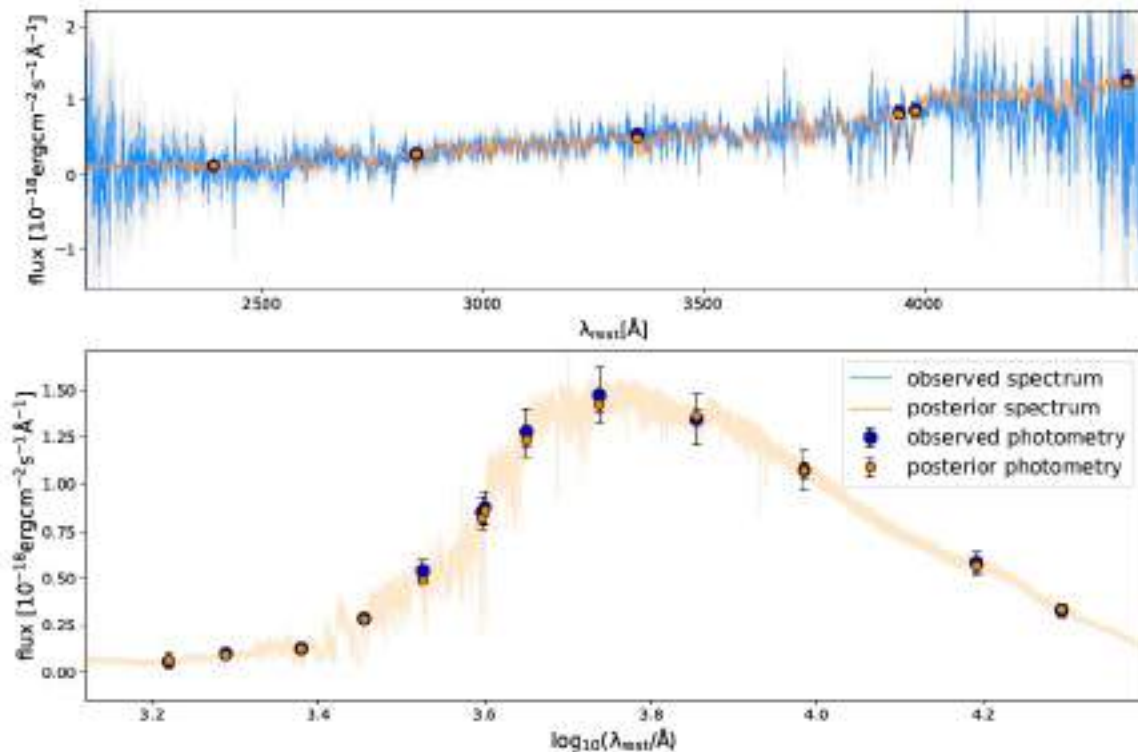 2
1
0
−1
flux [10⁻¹⁸ergcm⁻²s⁻¹Å⁻¹]
2500 3000 3500 4000
λrest[Å]
1.50
1.25
1.00
0.75
0.50
0.25
0.00
flux [10⁻¹⁸ergcm⁻²s⁻¹Å⁻¹]
observed spectrum
posterior spectrum
observed photometry
posterior photometry
3.2 3.4 3.6 3.8 4.0 4.2
log₁₀(λrest/Å)